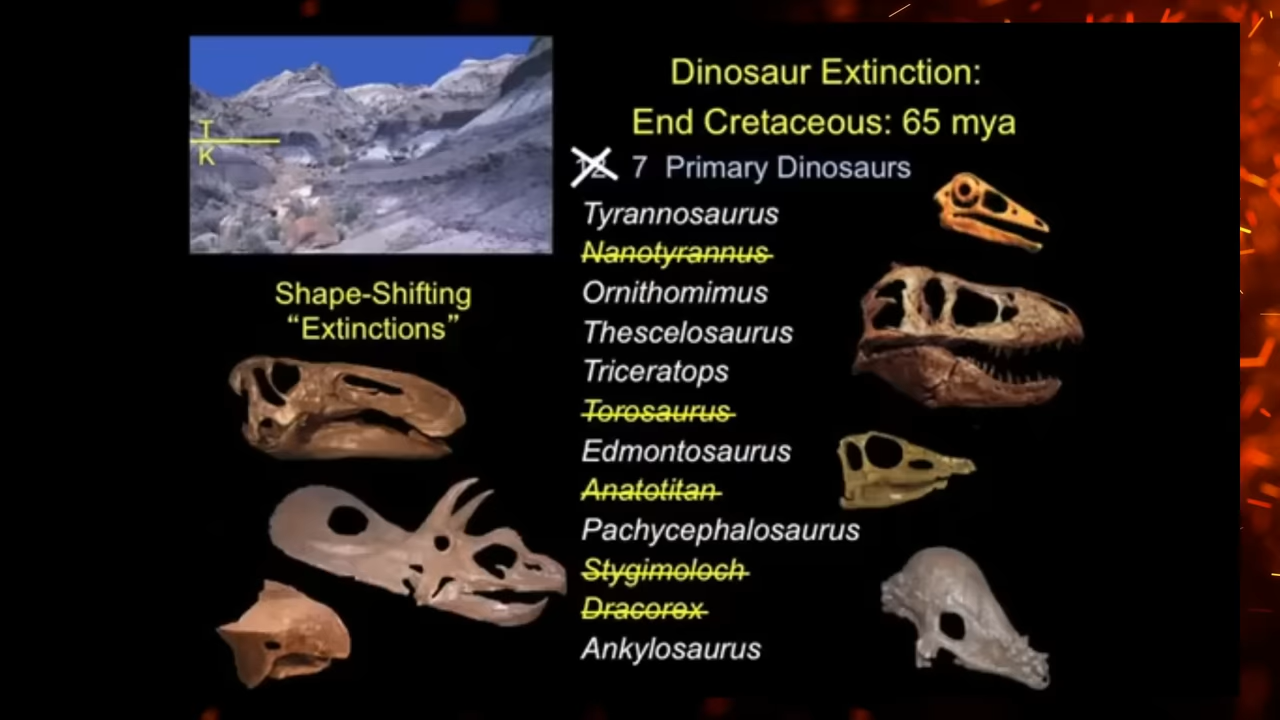 T
K
Dinosaur Extinction:
End Cretaceous: 65 mya
12 7 Primary Dinosaurs
Tyrannosaurus
Nanotyrannus
Ornithomimus
Thescelosaurus
Triceratops
Torosaurus
Edmontosaurus
Anatotitan
Pachycephalosaurus
Stygimoloch
Dracorex
Ankylosaurus
Shape-Shifting
“Extinctions”